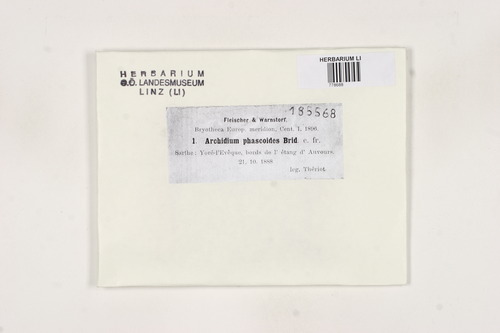 HERBARIUM LI
HERBARIUM
O.Ö. LANDESMUSEUM
LINZ (LI)
Fleischer & Warnstorf.
Bryotheca Europ. meridion. Cent. I. 1896.
1. Archidium phascoides Brid. c. fr.
Sarthe: Yvré-l'Evêque, bords de l' étang d' Auvours.
21. 10. 1888
leg. Thériot.